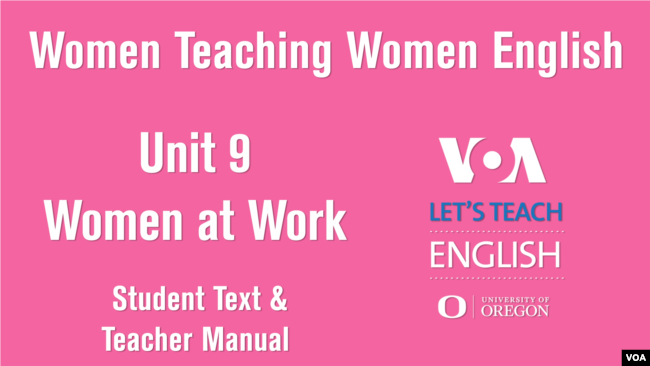 Women Teaching Women English
Unit 9
Women at Work
Student Text &
Teacher Manual
VOA
LET'S TEACH
ENGLISH
O UNIVERSITY OF
OREGON
VOA